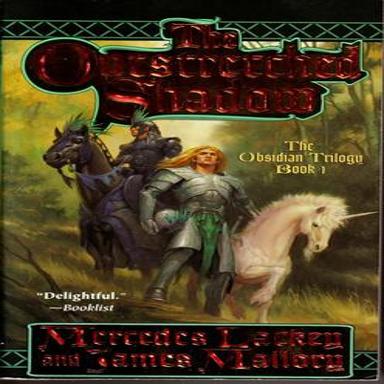 The
Outstretched
Shadow
The
Obsidian Trilogy
Book 1
"Delightful."
—Booklist
Mercedes Lackey
and James Mallory